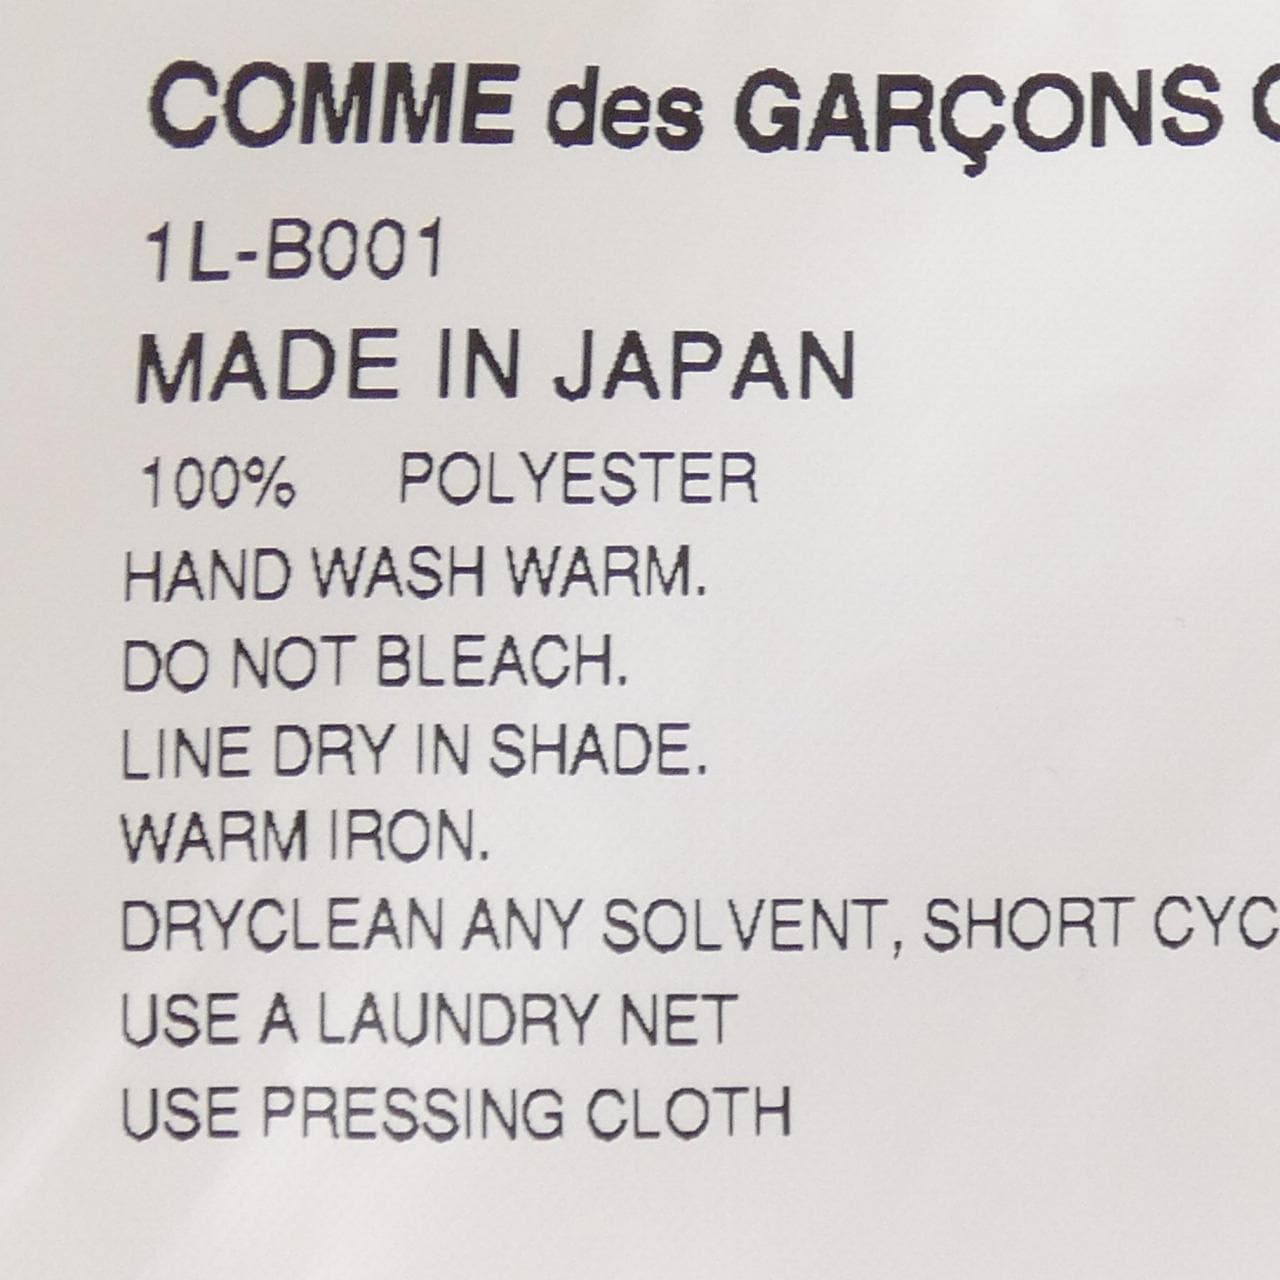 COMME des GARÇONS
1L-B001
MADE IN JAPAN
100% POLYESTER
HAND WASH WARM.
DO NOT BLEACH.
LINE DRY IN SHADE.
WARM IRON.
DRYCLEAN ANY SOLVENT, SHORT CYC
USE A LAUNDRY NET
USE PRESSING CLOTH